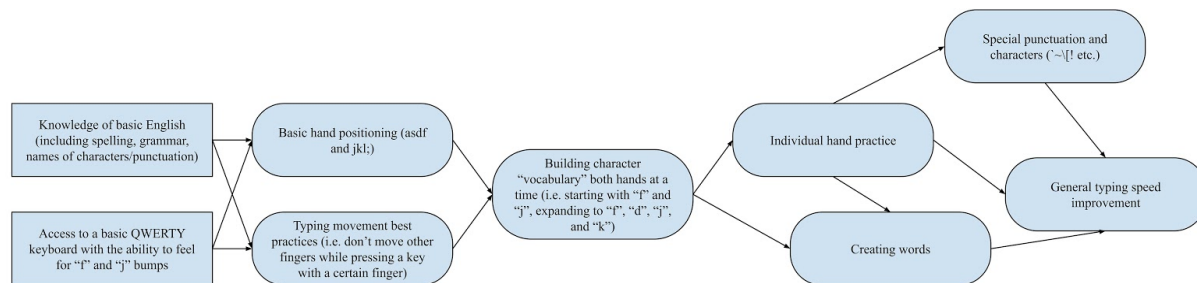 Knowledge of basic English
(including spelling, grammar,
names of characters/punctuation)
Access to a basic QWERTY
keyboard with the ability to feel
for “f” and “j” bumps
Basic hand positioning (asdf
and jkl;)
Typing movement best
practices (i.e. don’t move other
fingers while pressing a key
with a certain finger)
Building character
“vocabulary” both hands at a
time (i.e. starting with “f” and
“j”, expanding to “f”, “d”, “j”,
and “k”)
Individual hand practice
Creating words
Special punctuation and
characters (`~\[! etc.)
General typing speed
improvement